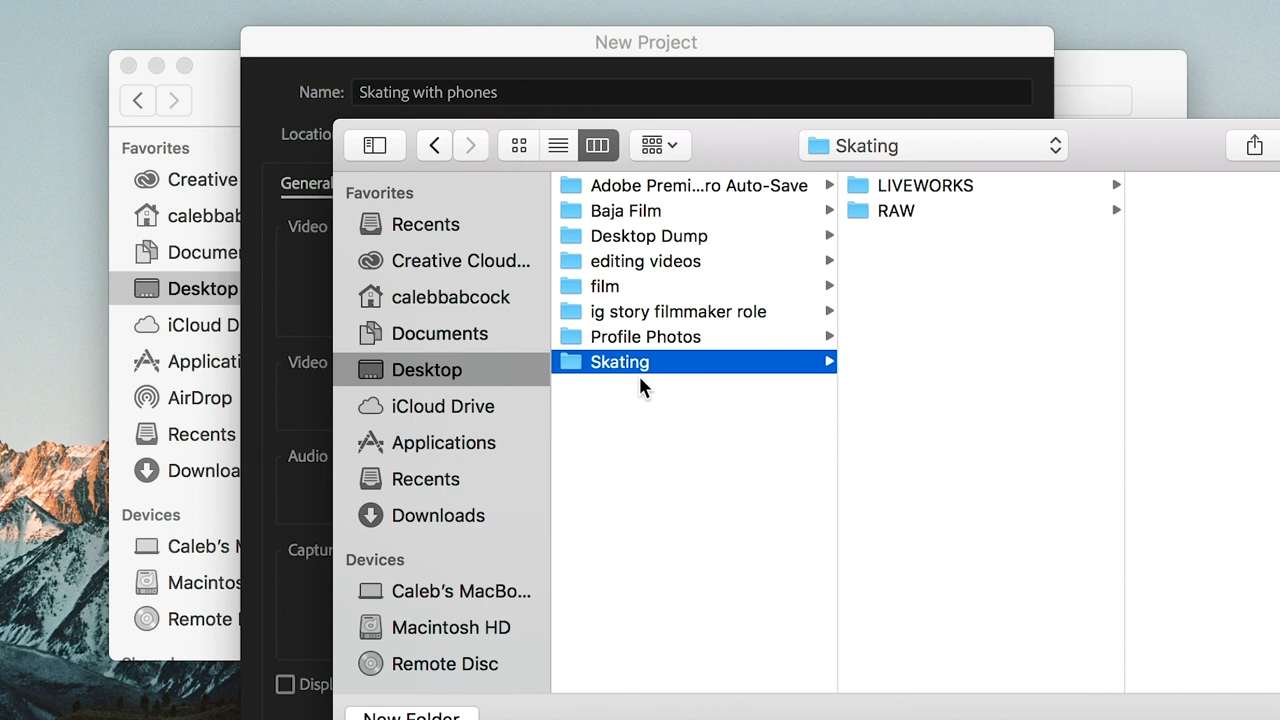 New Project
Name: Skating with phones
Locatio
General
Video
Video
Audio
Captur
Displ
Favorites
Creative
calebbab
Documen
Desktop
iCloud D
Applicati
AirDrop
Recents
Downloa
Devices
Caleb's M
Macintos
Remote
Skating
Favorites
Recents
Creative Cloud...
calebbabcock
Documents
Desktop
iCloud Drive
Applications
Recents
Downloads
Devices
Caleb's MacBo...
Macintosh HD
Remote Disc
Adobe Premi...ro Auto-Save
Baja Film
Desktop Dump
editing videos
film
ig story filmmaker role
Profile Photos
Skating
LIVEWORKS
RAW
New Folder